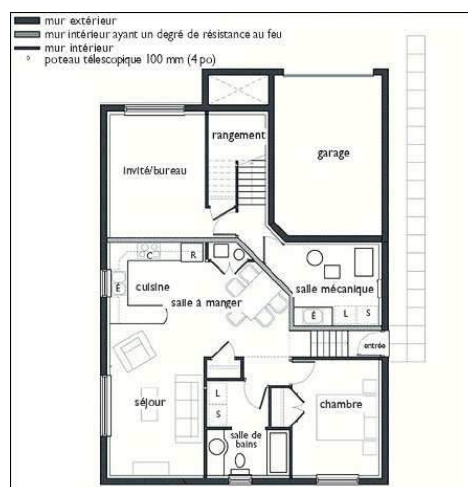 mur extérieur
mur intérieur ayant un degré de résistance au feu
mur intérieur
poteau télescopique 100 mm (4 po)
rangement
garage
invité/bureau
C
R
É
cuisine
salle à manger
salle mécanique
É
L
S
entrée
séjour
L
S
chambre
salle de
bains